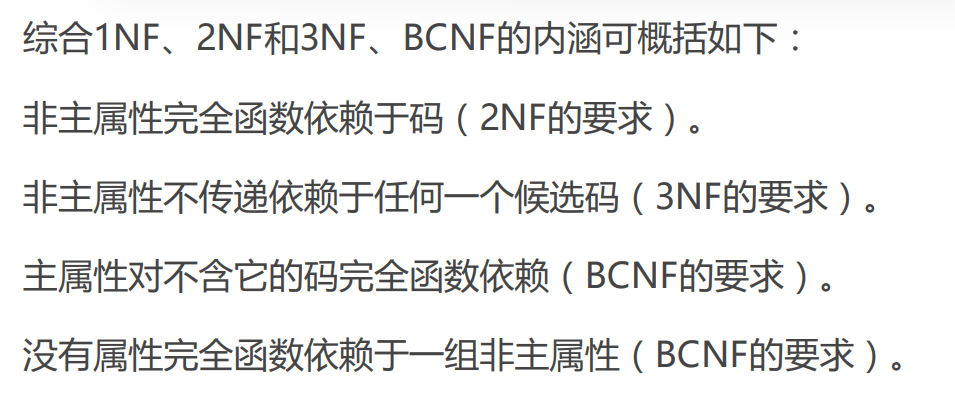 综合1NF、2NF和3NF、BCNF的内涵可概括如下：
非主属性完全函数依赖于码（2NF的要求）。
非主属性不传递依赖于任何一个候选码（3NF的要求）。
主属性对不含它的码完全函数依赖（BCNF的要求）。
没有属性完全函数依赖于一组非主属性（BCNF的要求）。